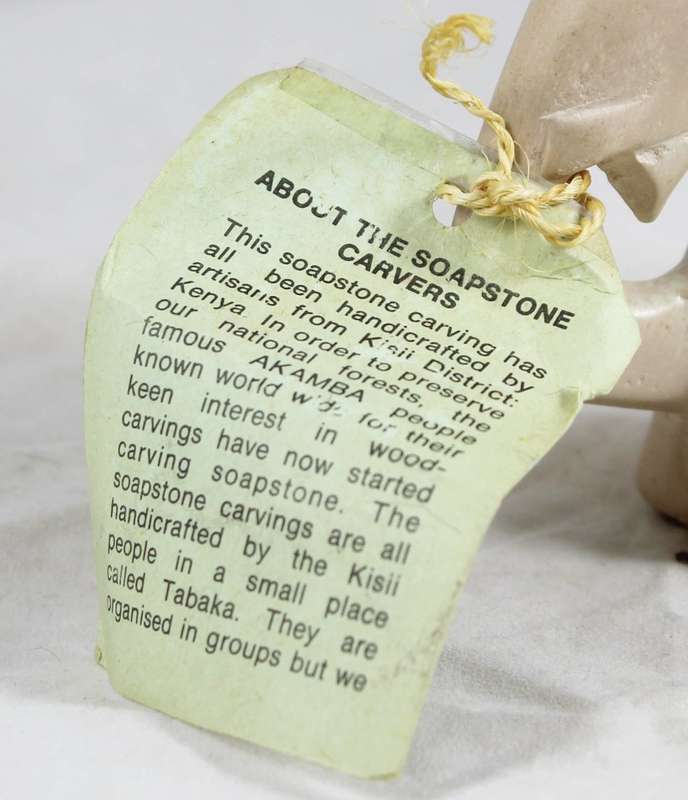 ABOUT THE SOAPSTONE
CARVERS
This soapstone carving has
all been handicrafted by
artisans from Kisii District:
Kenya. In order to preserve
our national forests, the
famous AKAMBA people
known world wide for their
keen interest in wood-
carvings have now started
carving soapstone. The
soapstone carvings are all
handicrafted by the Kisii
people in a small place
called Tabaka. They are
organised in groups but we